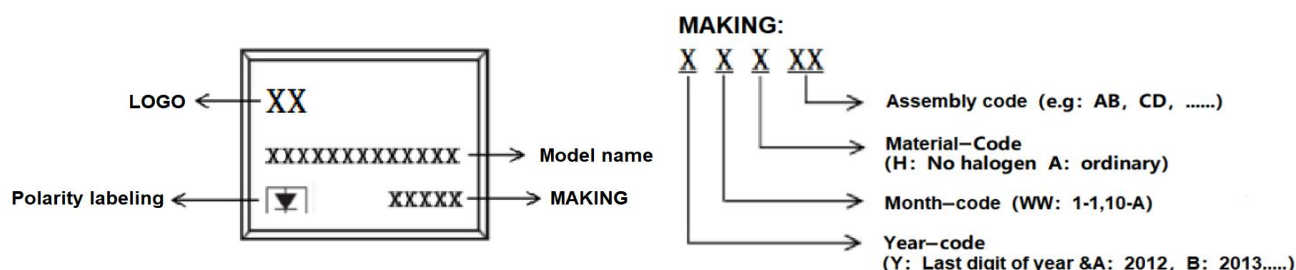 MAKING:
X X X XX
LOGO
XX
Assembly code (e.g: AB, CD, ......)
Material-Code
(H: No halogen A: ordinary)
XXXXXXXXXXXXX
Model name
Polarity labeling
XXXXX
MAKING
Month-code (WW: 1-1,10-A)
Year-code
(Y: Last digit of year &A: 2012, B: 2013.....)